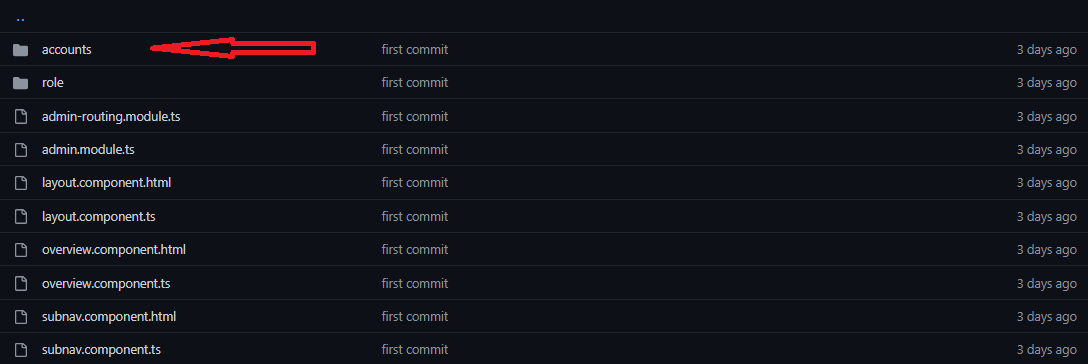 ..
accounts first commit 3 days ago
role first commit 3 days ago
admin-routing.module.ts first commit 3 days ago
admin.module.ts first commit 3 days ago
layout.component.html first commit 3 days ago
layout.component.ts first commit 3 days ago
overview.component.html first commit 3 days ago
overview.component.ts first commit 3 days ago
subnav.component.html first commit 3 days ago
subnav.component.ts first commit 3 days ago